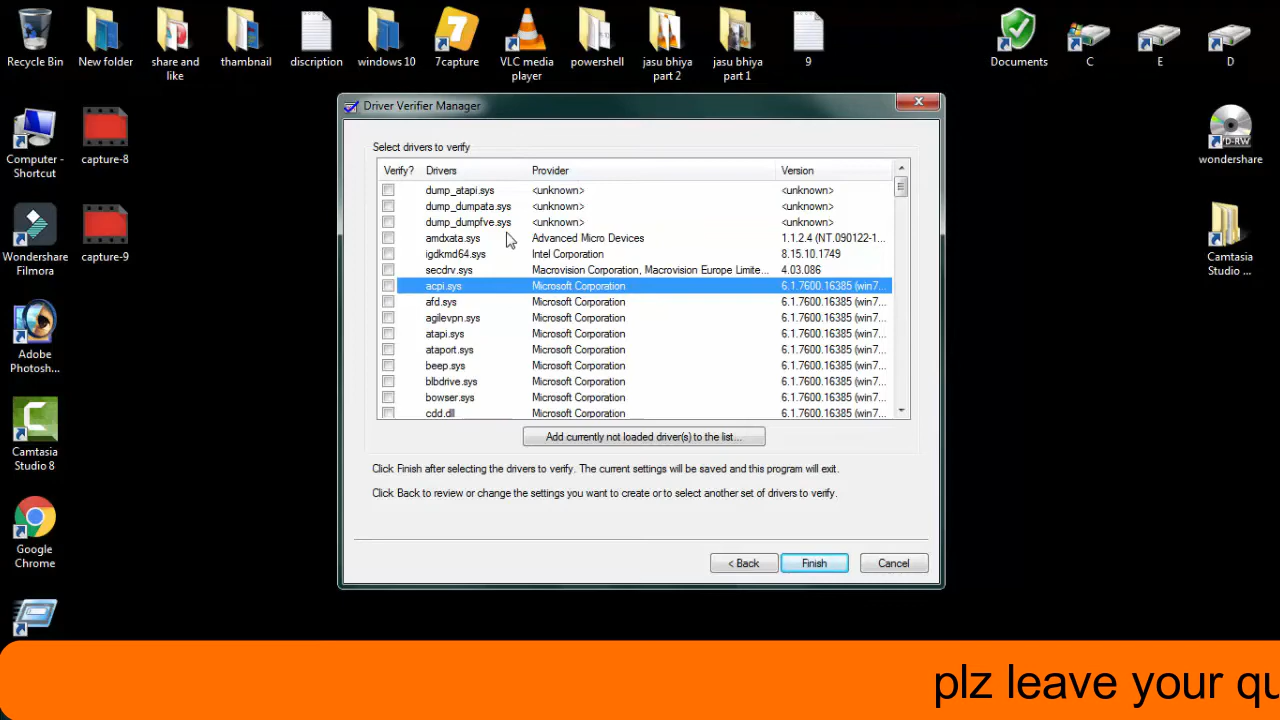 Recycle Bin
New folder
share and
like
thumbnail
discription
windows 10
7
7capture
VLC media
player
powershell
jasu bhiya
part 2
jasu bhiya
part 1
9
Documents
C
E
D
Computer -
Shortcut
capture-8
D-RW
wondershare
Wondershare
Filmora
capture-9
Camtasia
Studio ...
Adobe
Photosh...
C
Camtasia
Studio 8
Google
Chrome
Driver Verifier Manager
Select drivers to verify
Verify? Drivers Provider Version
dump_atapi.sys <unknown> <unknown>
dump_dumpata.sys <unknown> <unknown>
dump_dumpfve.sys <unknown> <unknown>
amdxata.sys Advanced Micro Devices 1.1.2.4 (NT.090122-1...
igdkmd64.sys Intel Corporation 8.15.10.1749
secdrv.sys Macrovision Corporation, Macrovision Europe Limite... 4.03.086
acpi.sys Microsoft Corporation 6.1.7600.16385 (win7...
afd.sys Microsoft Corporation 6.1.7600.16385 (win7...
agilevpn.sys Microsoft Corporation 6.1.7600.16385 (win7...
atapi.sys Microsoft Corporation 6.1.7600.16385 (win7...
ataport.sys Microsoft Corporation 6.1.7600.16385 (win7...
beep.sys Microsoft Corporation 6.1.7600.16385 (win7...
blbdrive.sys Microsoft Corporation 6.1.7600.16385 (win7...
bowser.sys Microsoft Corporation 6.1.7600.16385 (win7...
cdd.dll Microsoft Corporation 6.1.7600.16385 (win7...
Add currently not loaded driver(s) to the list...
Click Finish after selecting the drivers to verify. The current settings will be saved and this program will exit.
Click Back to review or change the settings you want to create or to select another set of drivers to verify.
< Back Finish Cancel
plz leave your qu